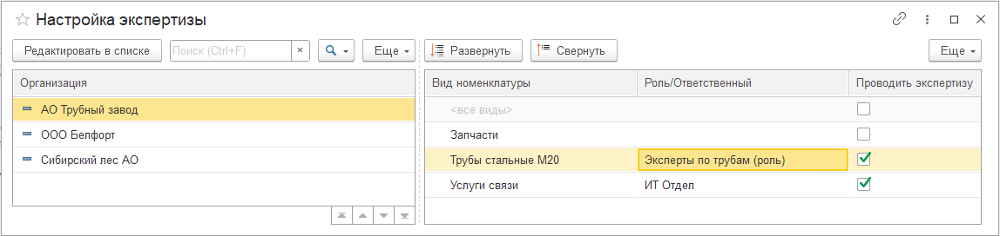 Настройка экспертизы
Редактировать в списке Поиск (Ctrl+F) × Еще Развернуть Свернуть Еще
Организация Вид номенклатуры Роль/Ответственный Проводить экспертизу
АО Трубный завод <все виды>
ООО Белфорт Запчасти
Сибирский лес АО Трубы стальные М20 Эксперты по трубам (роль)
Услуги связи ИТ Отдел